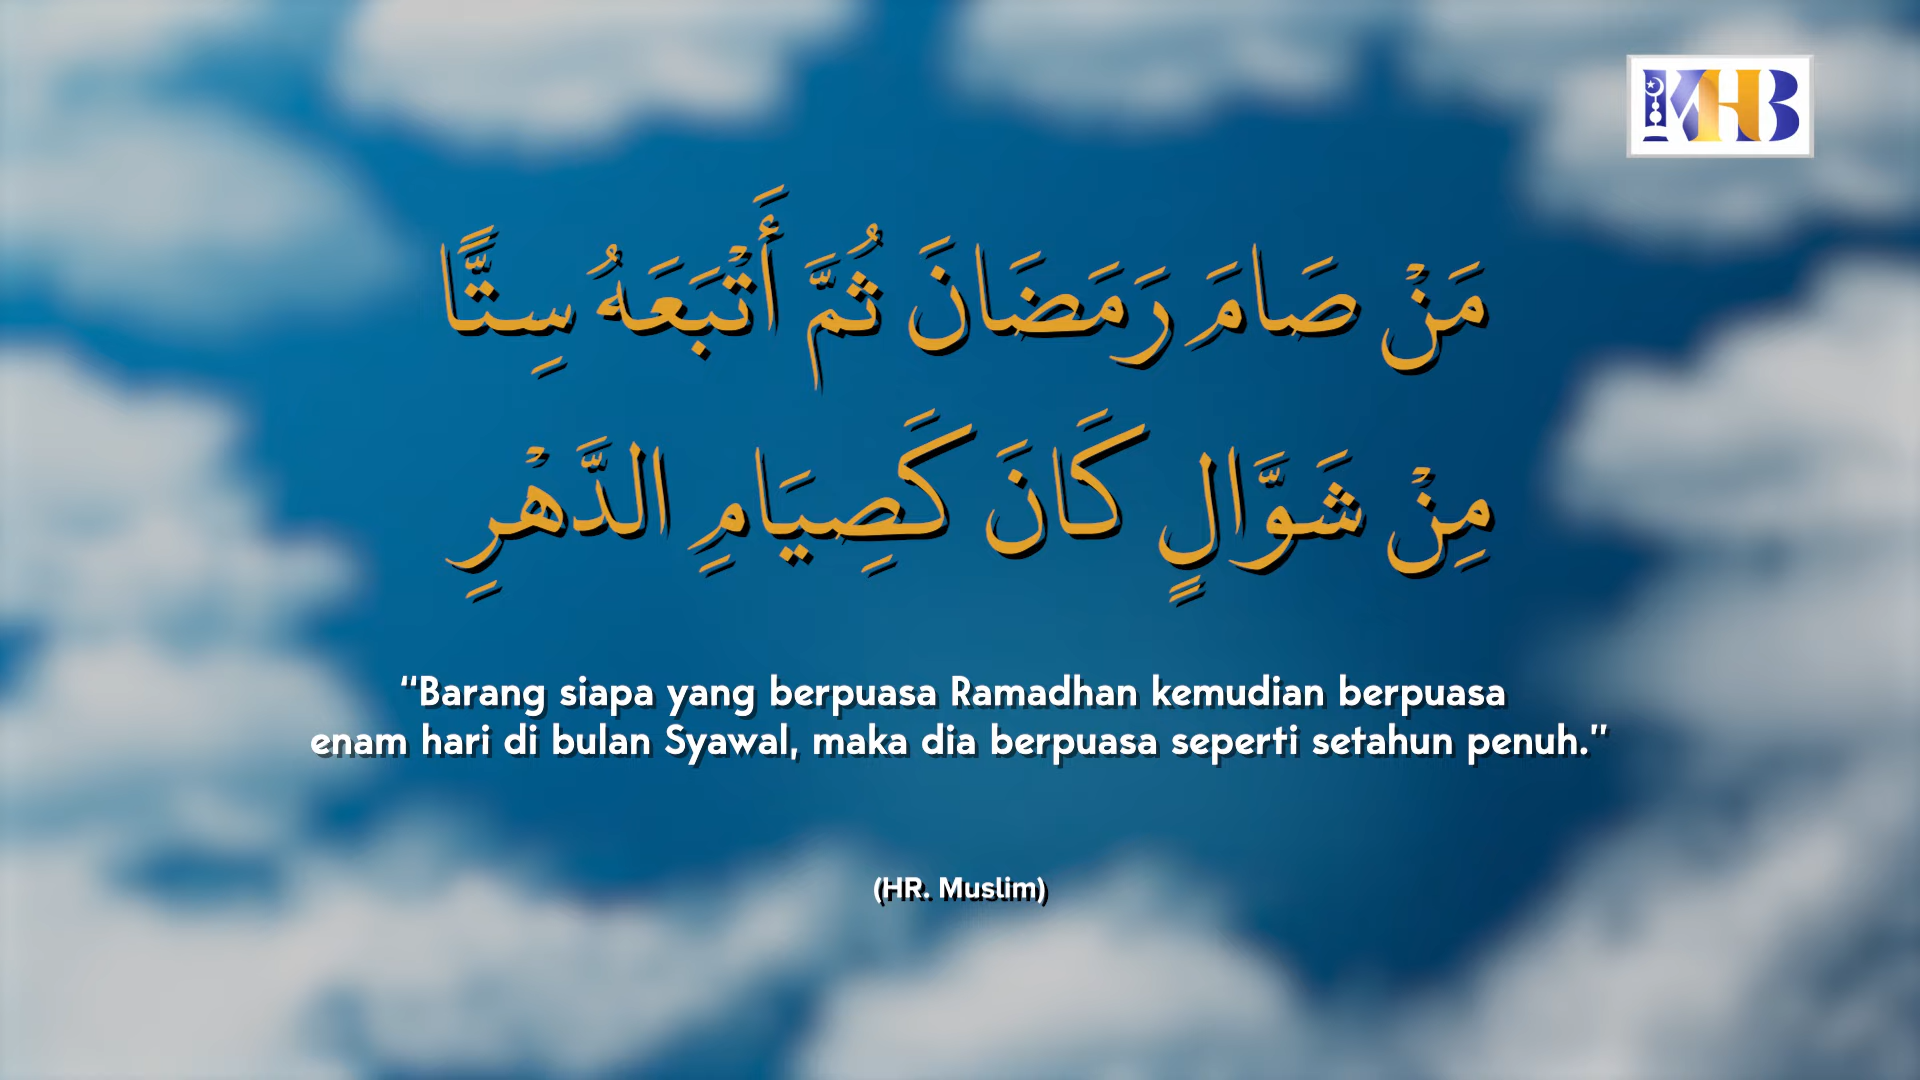 MHB
مَنْ صَامَ رَمَضَانَ ثُمَّ أَتْبَعَهُ سِتًّا
مِنْ شَوَّالٍ كَانَ كَصِيَامِ الدَّهْرِ
“Barang siapa yang berpuasa Ramadhan kemudian berpuasa
enam hari di bulan Syawal, maka dia berpuasa seperti setahun penuh.”
(HR. Muslim)